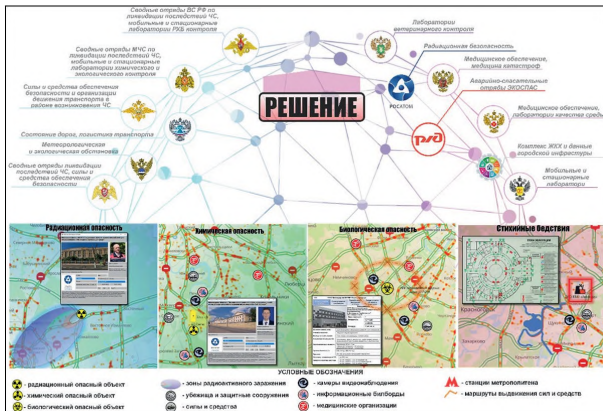 Сводные отряды ВС РФ по
ликвидации последствий ЧС,
мобильные и стационарные
лаборатории РХБ контроля
Сводные отряды МЧС по
ликвидации последствий ЧС,
мобильные и стационарные
лаборатории химического и
экологического контроля
Силы и средства обеспечения
безопасности и организации
движения транспорта в
районе возникновения ЧС
Состояние дорог, логистика транспорта
Метеорологическая
и экологическая обстановка
Сводные отряды ликвидации
последствий ЧС, силы и
средства обеспечения
безопасности
РЕШЕНИЕ
Лаборатории
ветеринарного контроля
Радиационная безопасность
РОСАТОМ
Медицинское обеспечение,
медицина катастроф
Аварийно-спасательные
отряды ЭКОСПАС
ржд
Медицинское обеспечение,
лаборатории качества среды
Комплекс ЖКХ и данные
городской инфрастуры
Мобильные и
стационарные
лаборатори
Радиационная опасность
Химическая опасность
Биологическая опасность
Стихийные бедствия
Красногорск
УСЛОВНЫЕ ОБОЗНАЧЕНИЯ
- радиационный опасный объект
- химический опасный объект
- биологический опасный объект
- зоны радиоактивного заражения
- убежища и защитные сооружения
- силы и средства
- камеры видеонаблюдения
- информационные билборды
- медицинские организации
- станции метрополитена
- маршруты выдвижения сил и средств